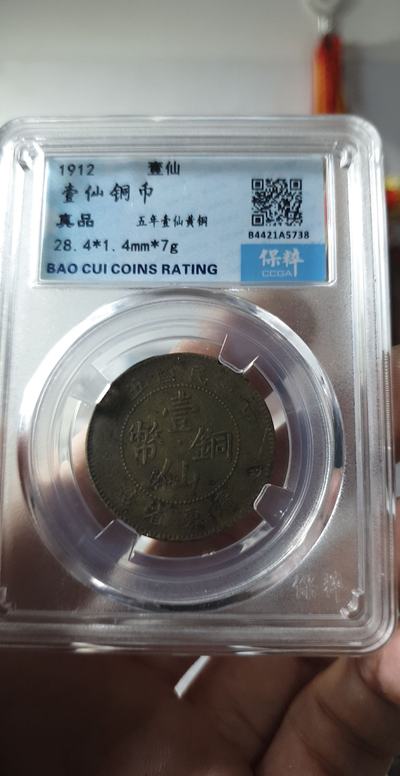 1912 壹仙
壹仙铜币
真品 五年壹仙黄铜
28.4*1.4mm*7g
BAO CUI COINS RATING
B4421A5738
保粹
CCGA
壹
幣 銅
仙
保粹